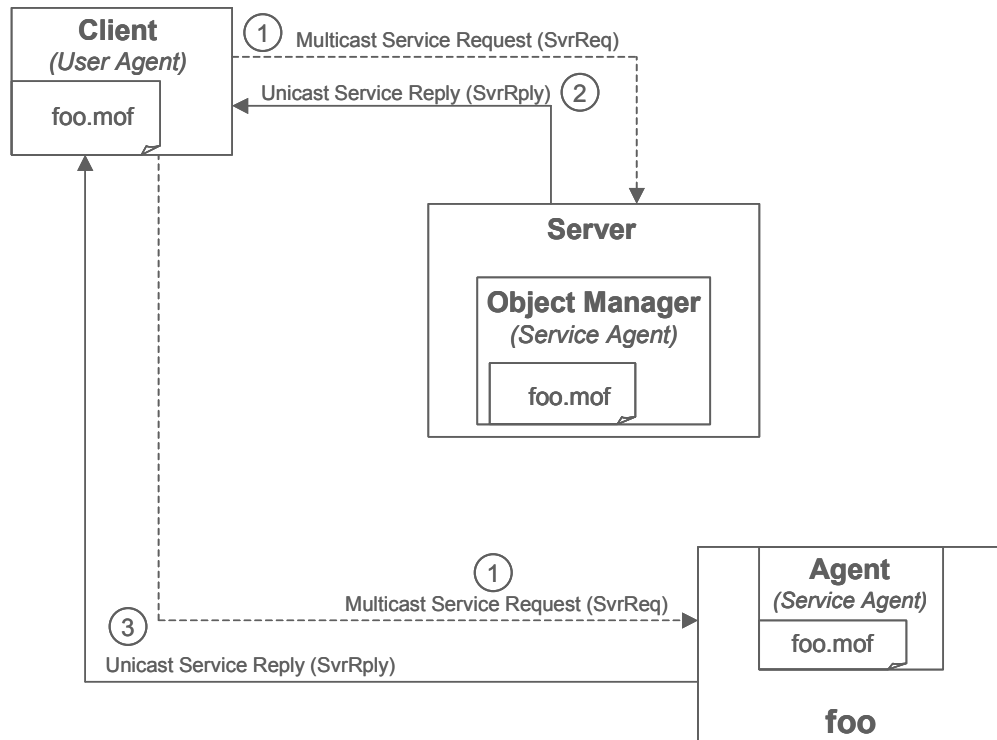 Client
(User Agent)
foo.mof
1
Multicast Service Request (SvrReq)
Unicast Service Reply (SvrRply)
2
Server
Object Manager
(Service Agent)
foo.mof
1
Multicast Service Request (SvrReq)
3
Unicast Service Reply (SvrRply)
Agent
(Service Agent)
foo.mof
foo